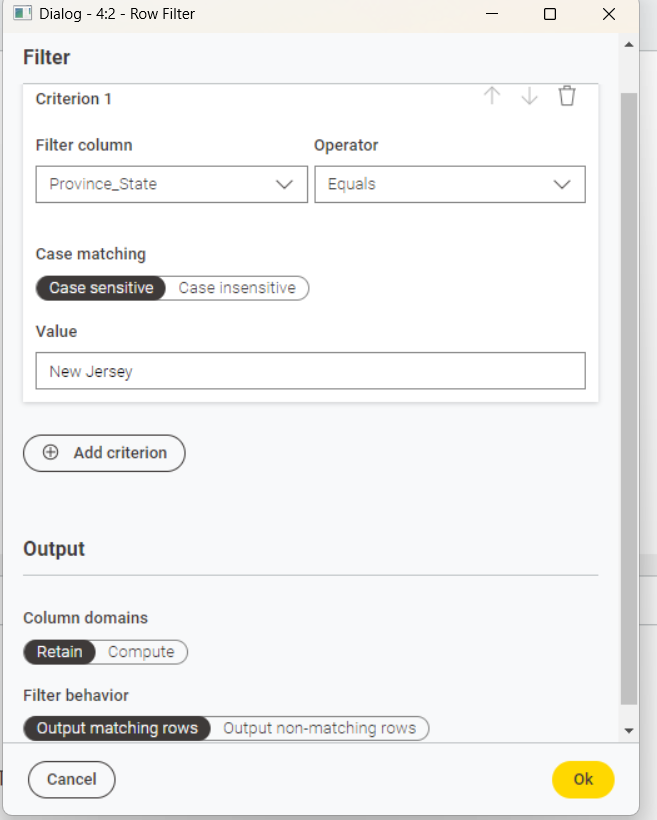 Dialog - 4:2 - Row Filter
Filter
Criterion 1
Filter column Operator
Province_State Equals
Case matching
Case sensitive Case insensitive
Value
New Jersey
Add criterion
Output
Column domains
Retain Compute
Filter behavior
Output matching rows Output non-matching rows
Cancel Ok